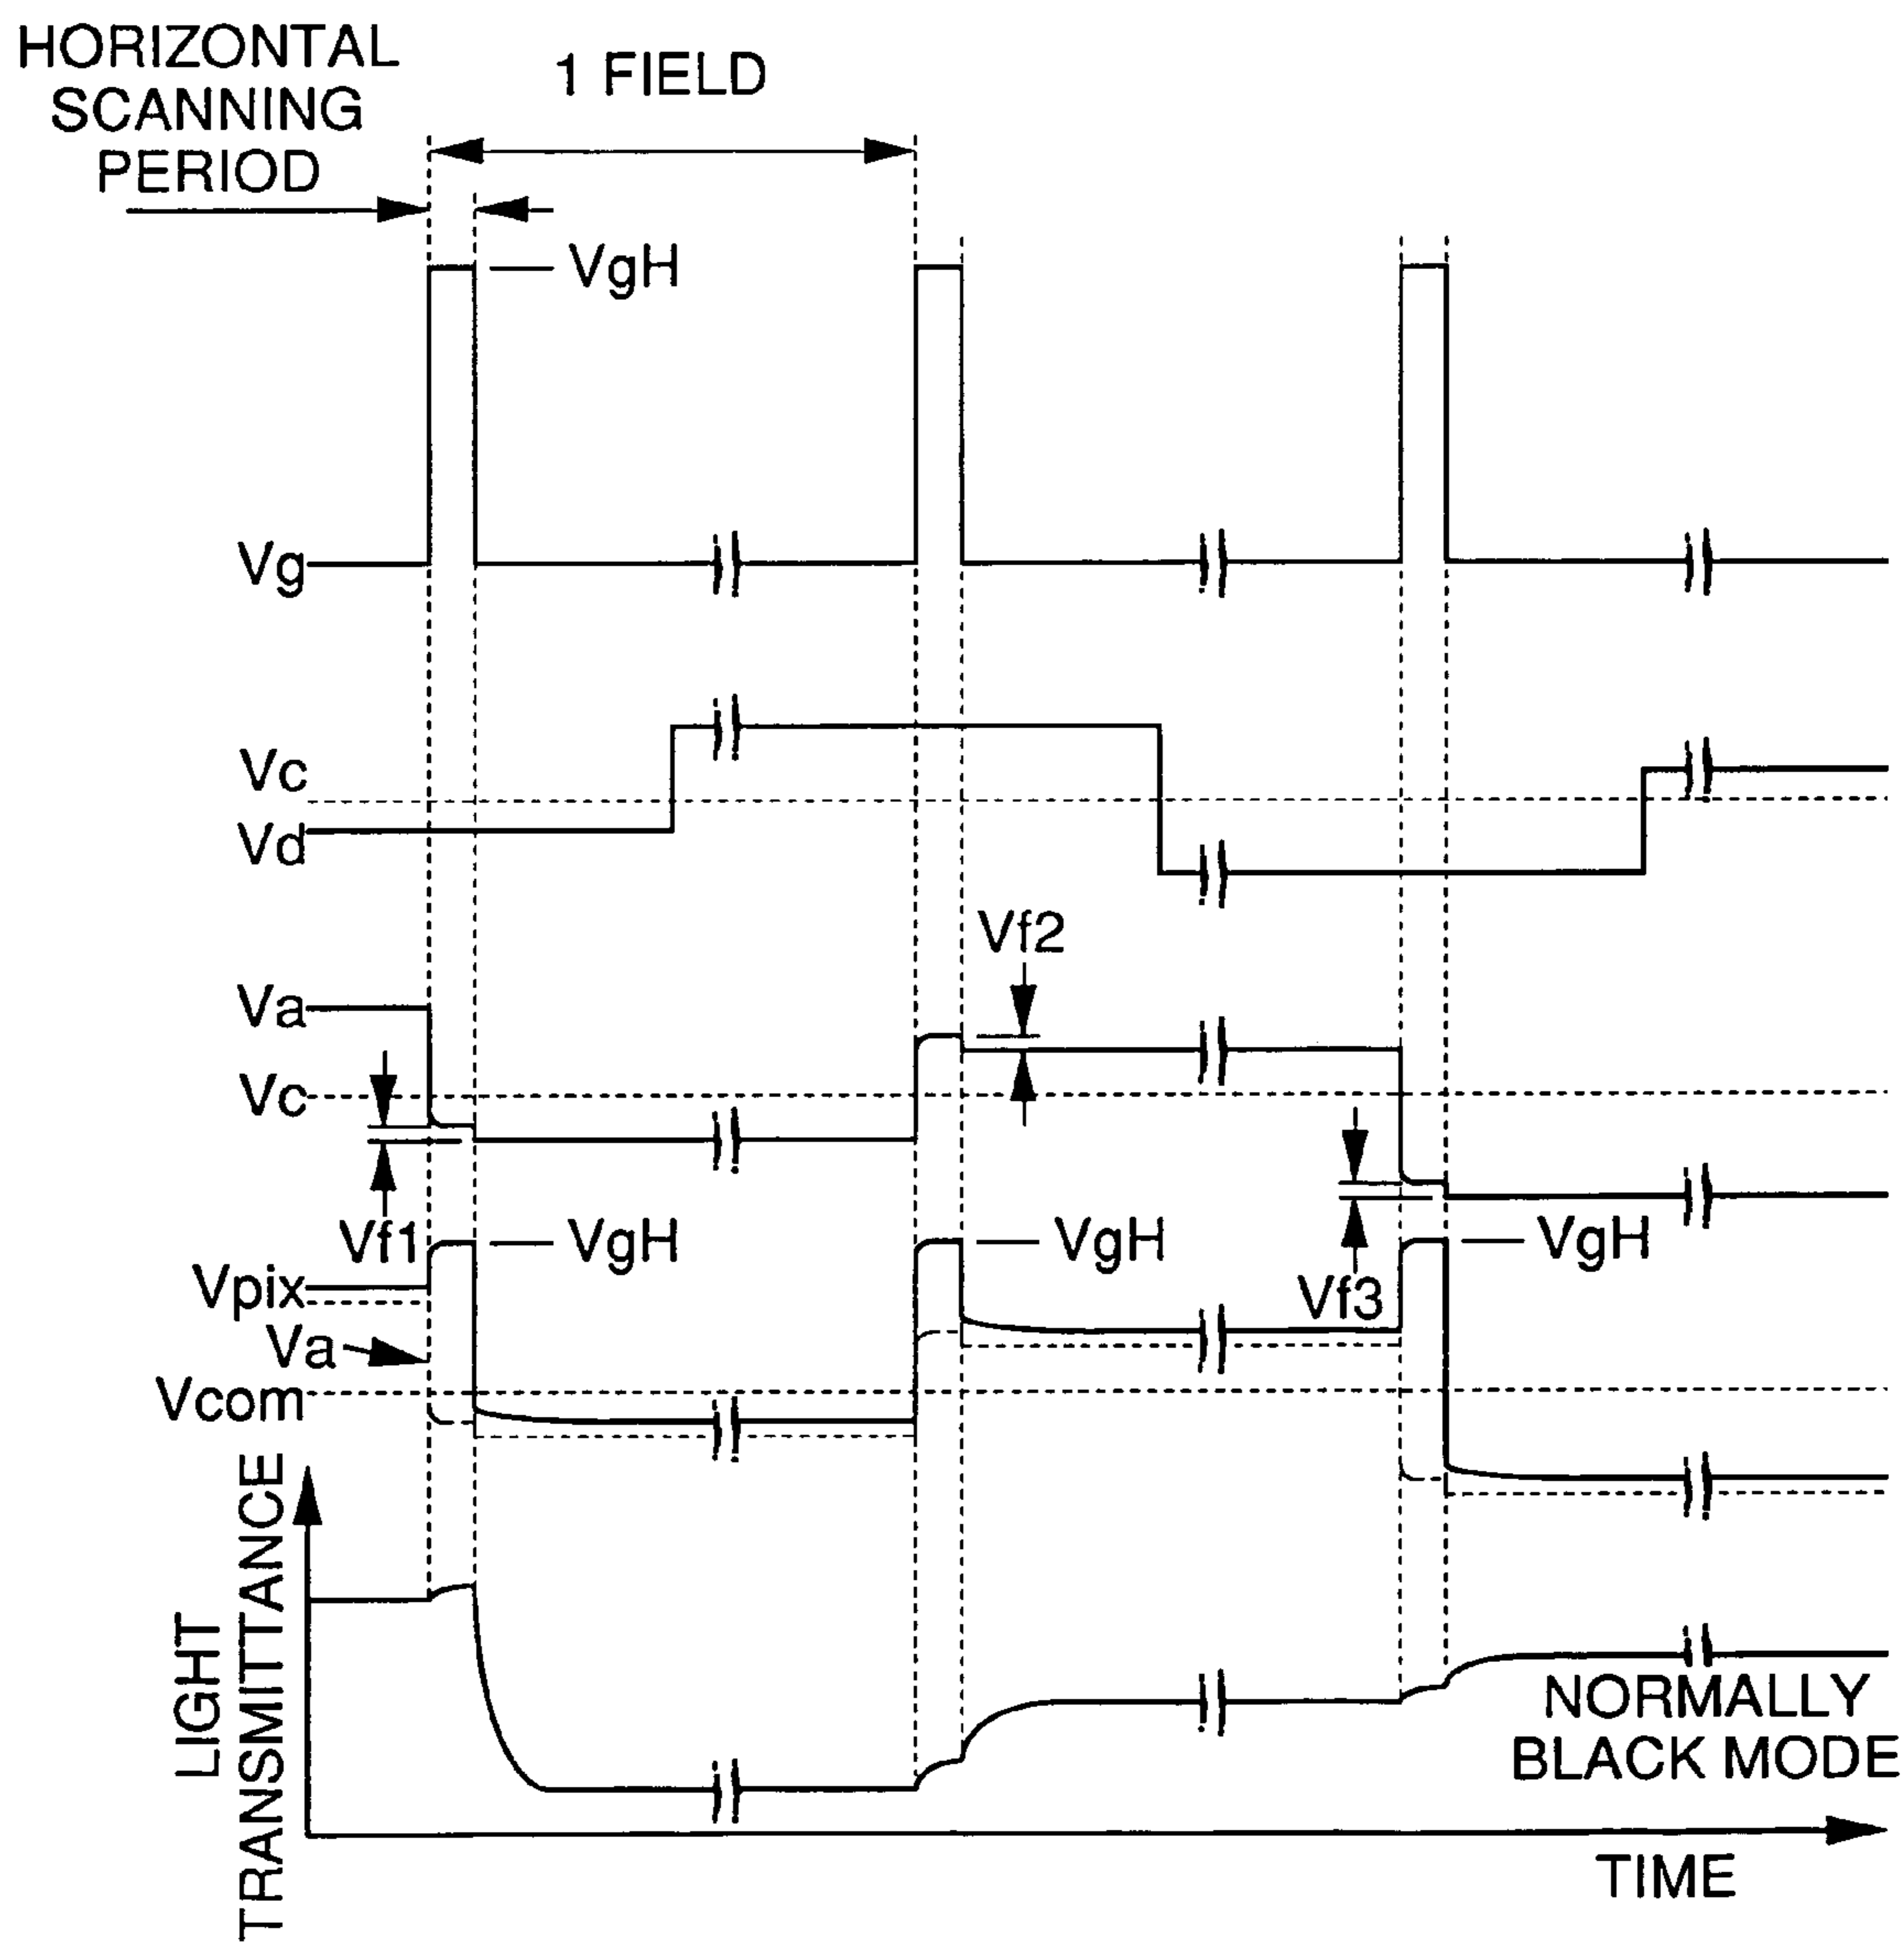 HORIZONTAL
SCANNING
PERIOD
1 FIELD
VgH
Vg
Vc
Vd
Vf2
Va
Vc
Vf1
VgH
VgH
VgH
Vpix
Vf3
Va
Vcom
LIGHT
TRANSMITTANCE
NORMALLY
BLACK MODE
TIME